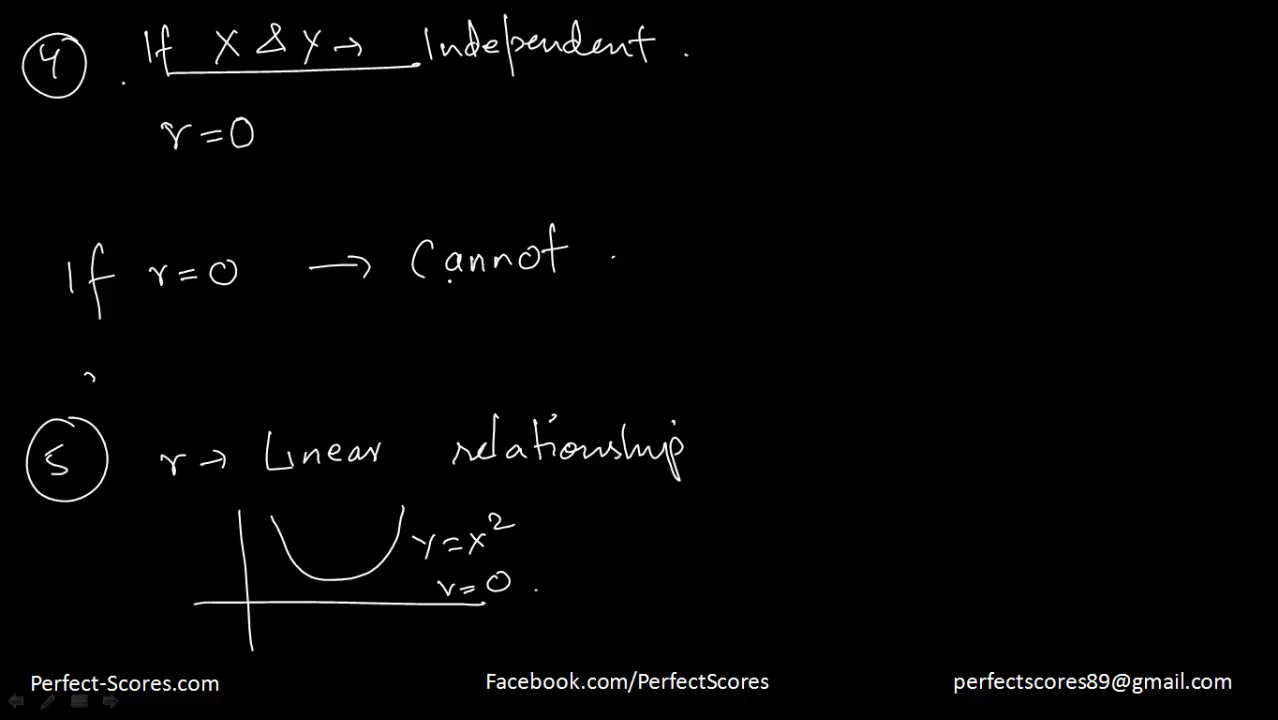 4 . If X & Y → Independent .
r = 0
If r = 0 → Cannot .
5 r → Linear relationship
Y = X²
r = 0 .
Perfect-Scores.com Facebook.com/PerfectScores perfectscores89@gmail.com